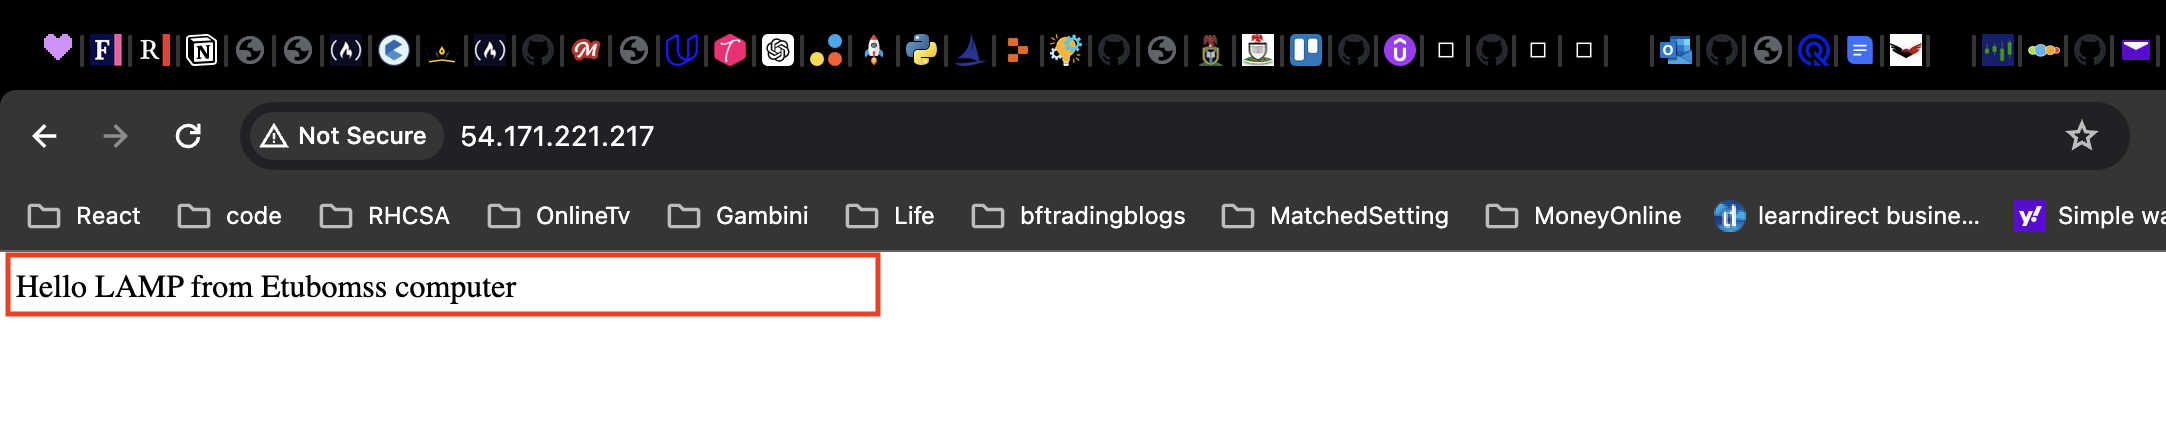 Not Secure 54.171.221.217
React code RHCSA OnlineTv Gambini Life bftradingblogs MatchedSetting MoneyOnline learndirect busine... Simple wa
Hello LAMP from Etubomss computer